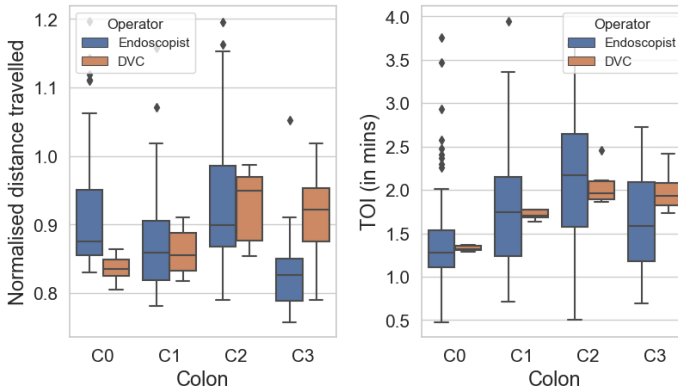 Normalised distance travelled
1.2
1.1
1.0
0.9
0.8
Operator
Endoscopist
DVC
C0 C1 C2 C3
Colon
TOI (in mins)
4.0
3.5
3.0
2.5
2.0
1.5
1.0
0.5
Operator
Endoscopist
DVC
C0 C1 C2 C3
Colon